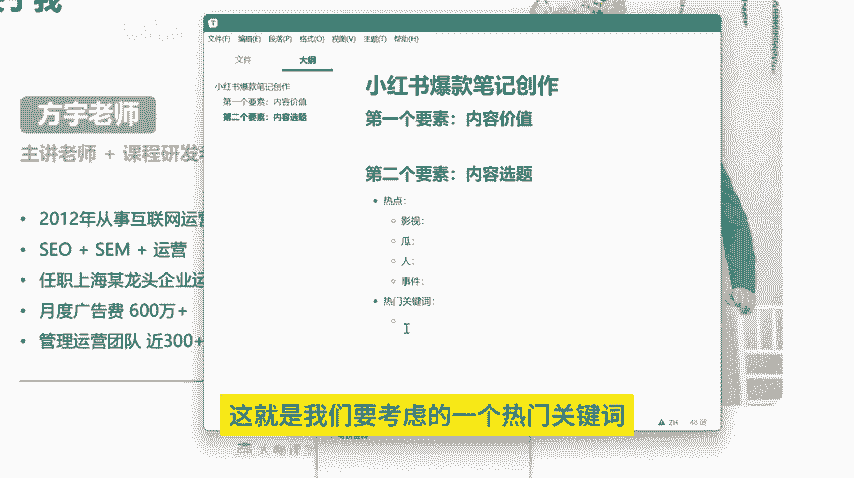 方宇老师
主讲老师 + 课程研发
2012年从事互联网运营
SEO + SEM + 运营
任职上海某龙头企业运
月度广告费 600万+
管理运营团队 近300+
文件(F) 编辑(E) 段落(P) 格式(O) 视图(V) 主题(T) 帮助(H)
文件 大纲
小红书爆款笔记创作
第一个要素：内容价值
第二个要素：内容选题
小红书爆款笔记创作
第一个要素：内容价值
第二个要素：内容选题
热点：
影视：
瓜：
人：
事件：
热门关键词：
这就是我们要考虑的一个热门关键词